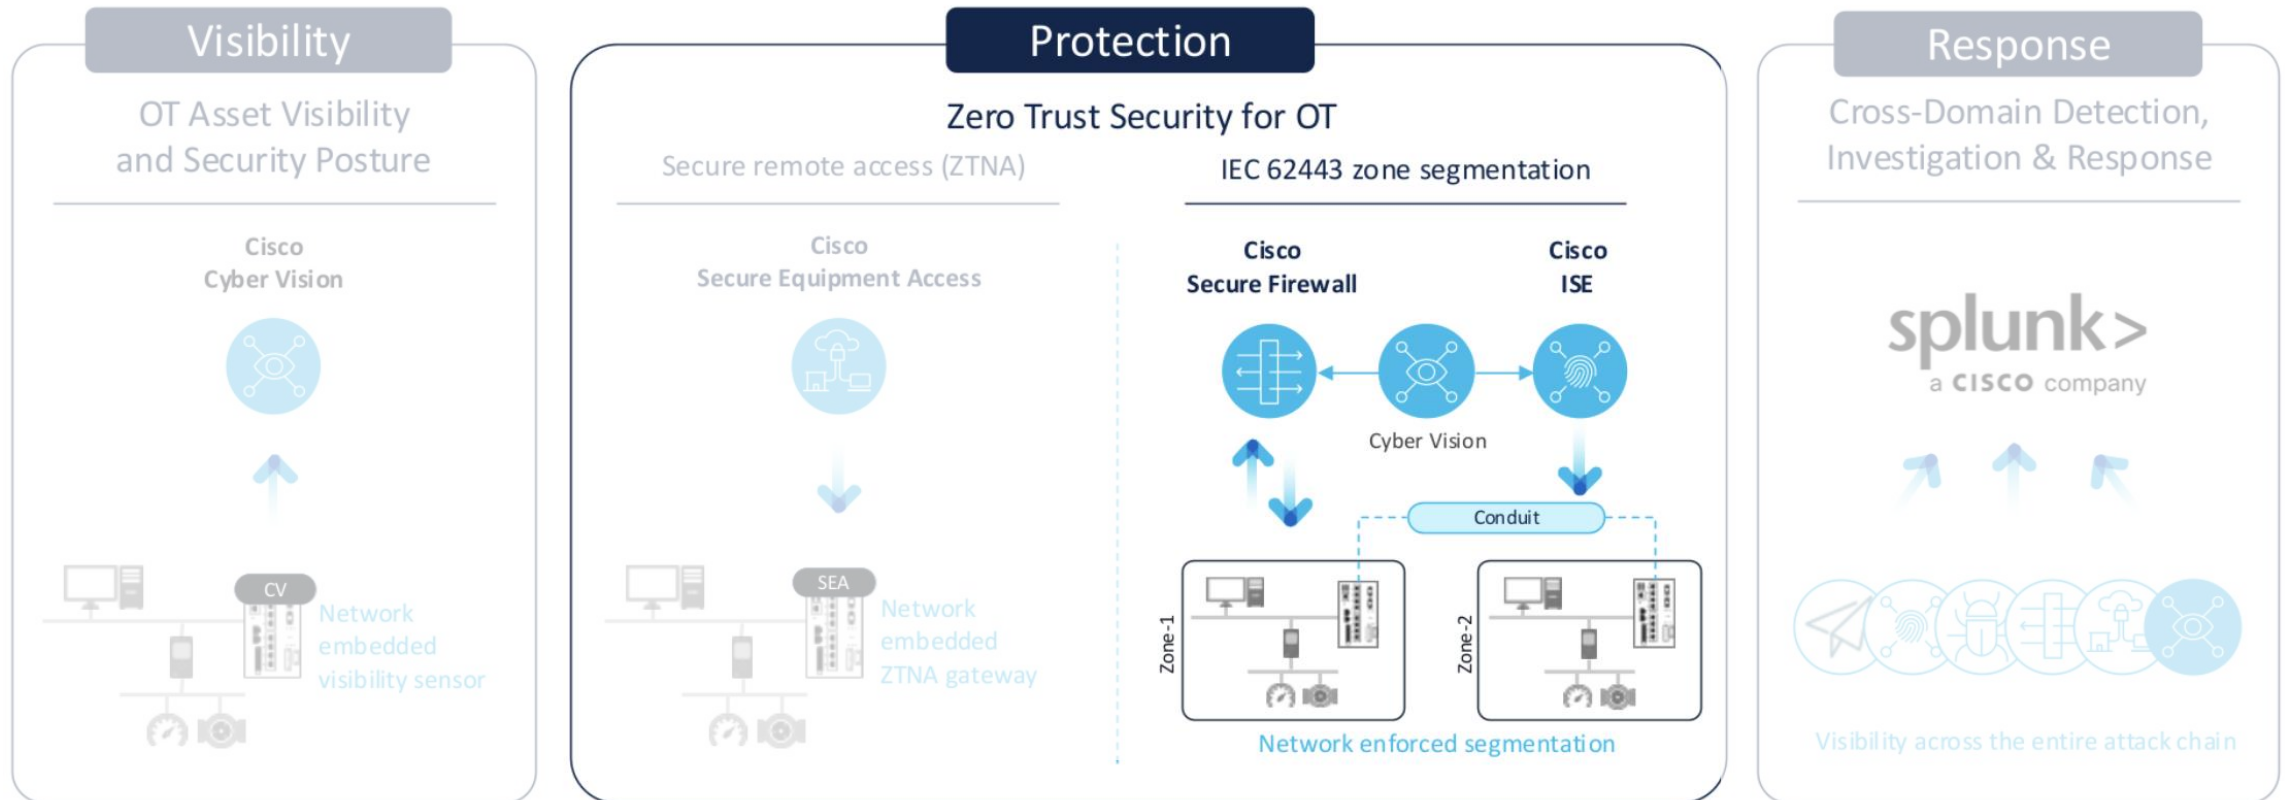 Visibility
OT Asset Visibility
and Security Posture
Cisco
Cyber Vision
CV
Network
embedded
visibility sensor
Protection
Zero Trust Security for OT
Secure remote access (ZTNA)
Cisco
Secure Equipment Access
SEA
Network
embedded
ZTNA gateway
IEC 62443 zone segmentation
Cisco
Secure Firewall
Cisco
ISE
Cyber Vision
Conduit
Zone-1
Zone-2
Network enforced segmentation
Response
Cross-Domain Detection,
Investigation & Response
splunk>
a CISCO company
Visibility across the entire attack chain